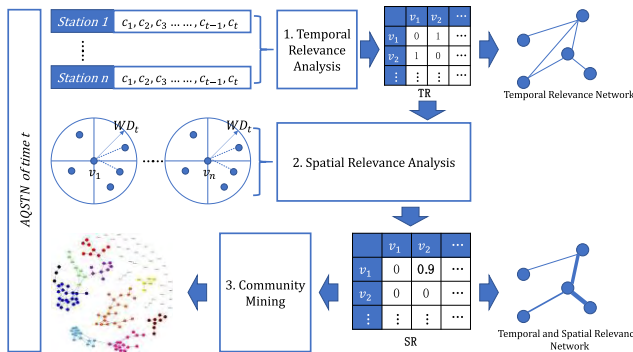 AQSTN of time t
Station 1 c₁, c₂, c₃ ... ..., cₜ₋₁, cₜ
Station n c₁, c₂, c₃ ... ..., cₜ₋₁, cₜ
1. Temporal
Relevance
Analysis
v₁ v₂ ⋯
v₁ 0 1
v₂ 1 0 ⋯
⋮ ⋮ ⋮
TR
Temporal Relevance Network
WDₜ
v₁
......
WDₜ
vₙ
2. Spatial Relevance Analysis
v₁ v₂ ⋯
v₁ 0 0.9 ⋯
v₂ 0 0 ⋯
⋮ ⋮ ⋮
SR
3. Community
Mining
Temporal and Spatial Relevance
Network